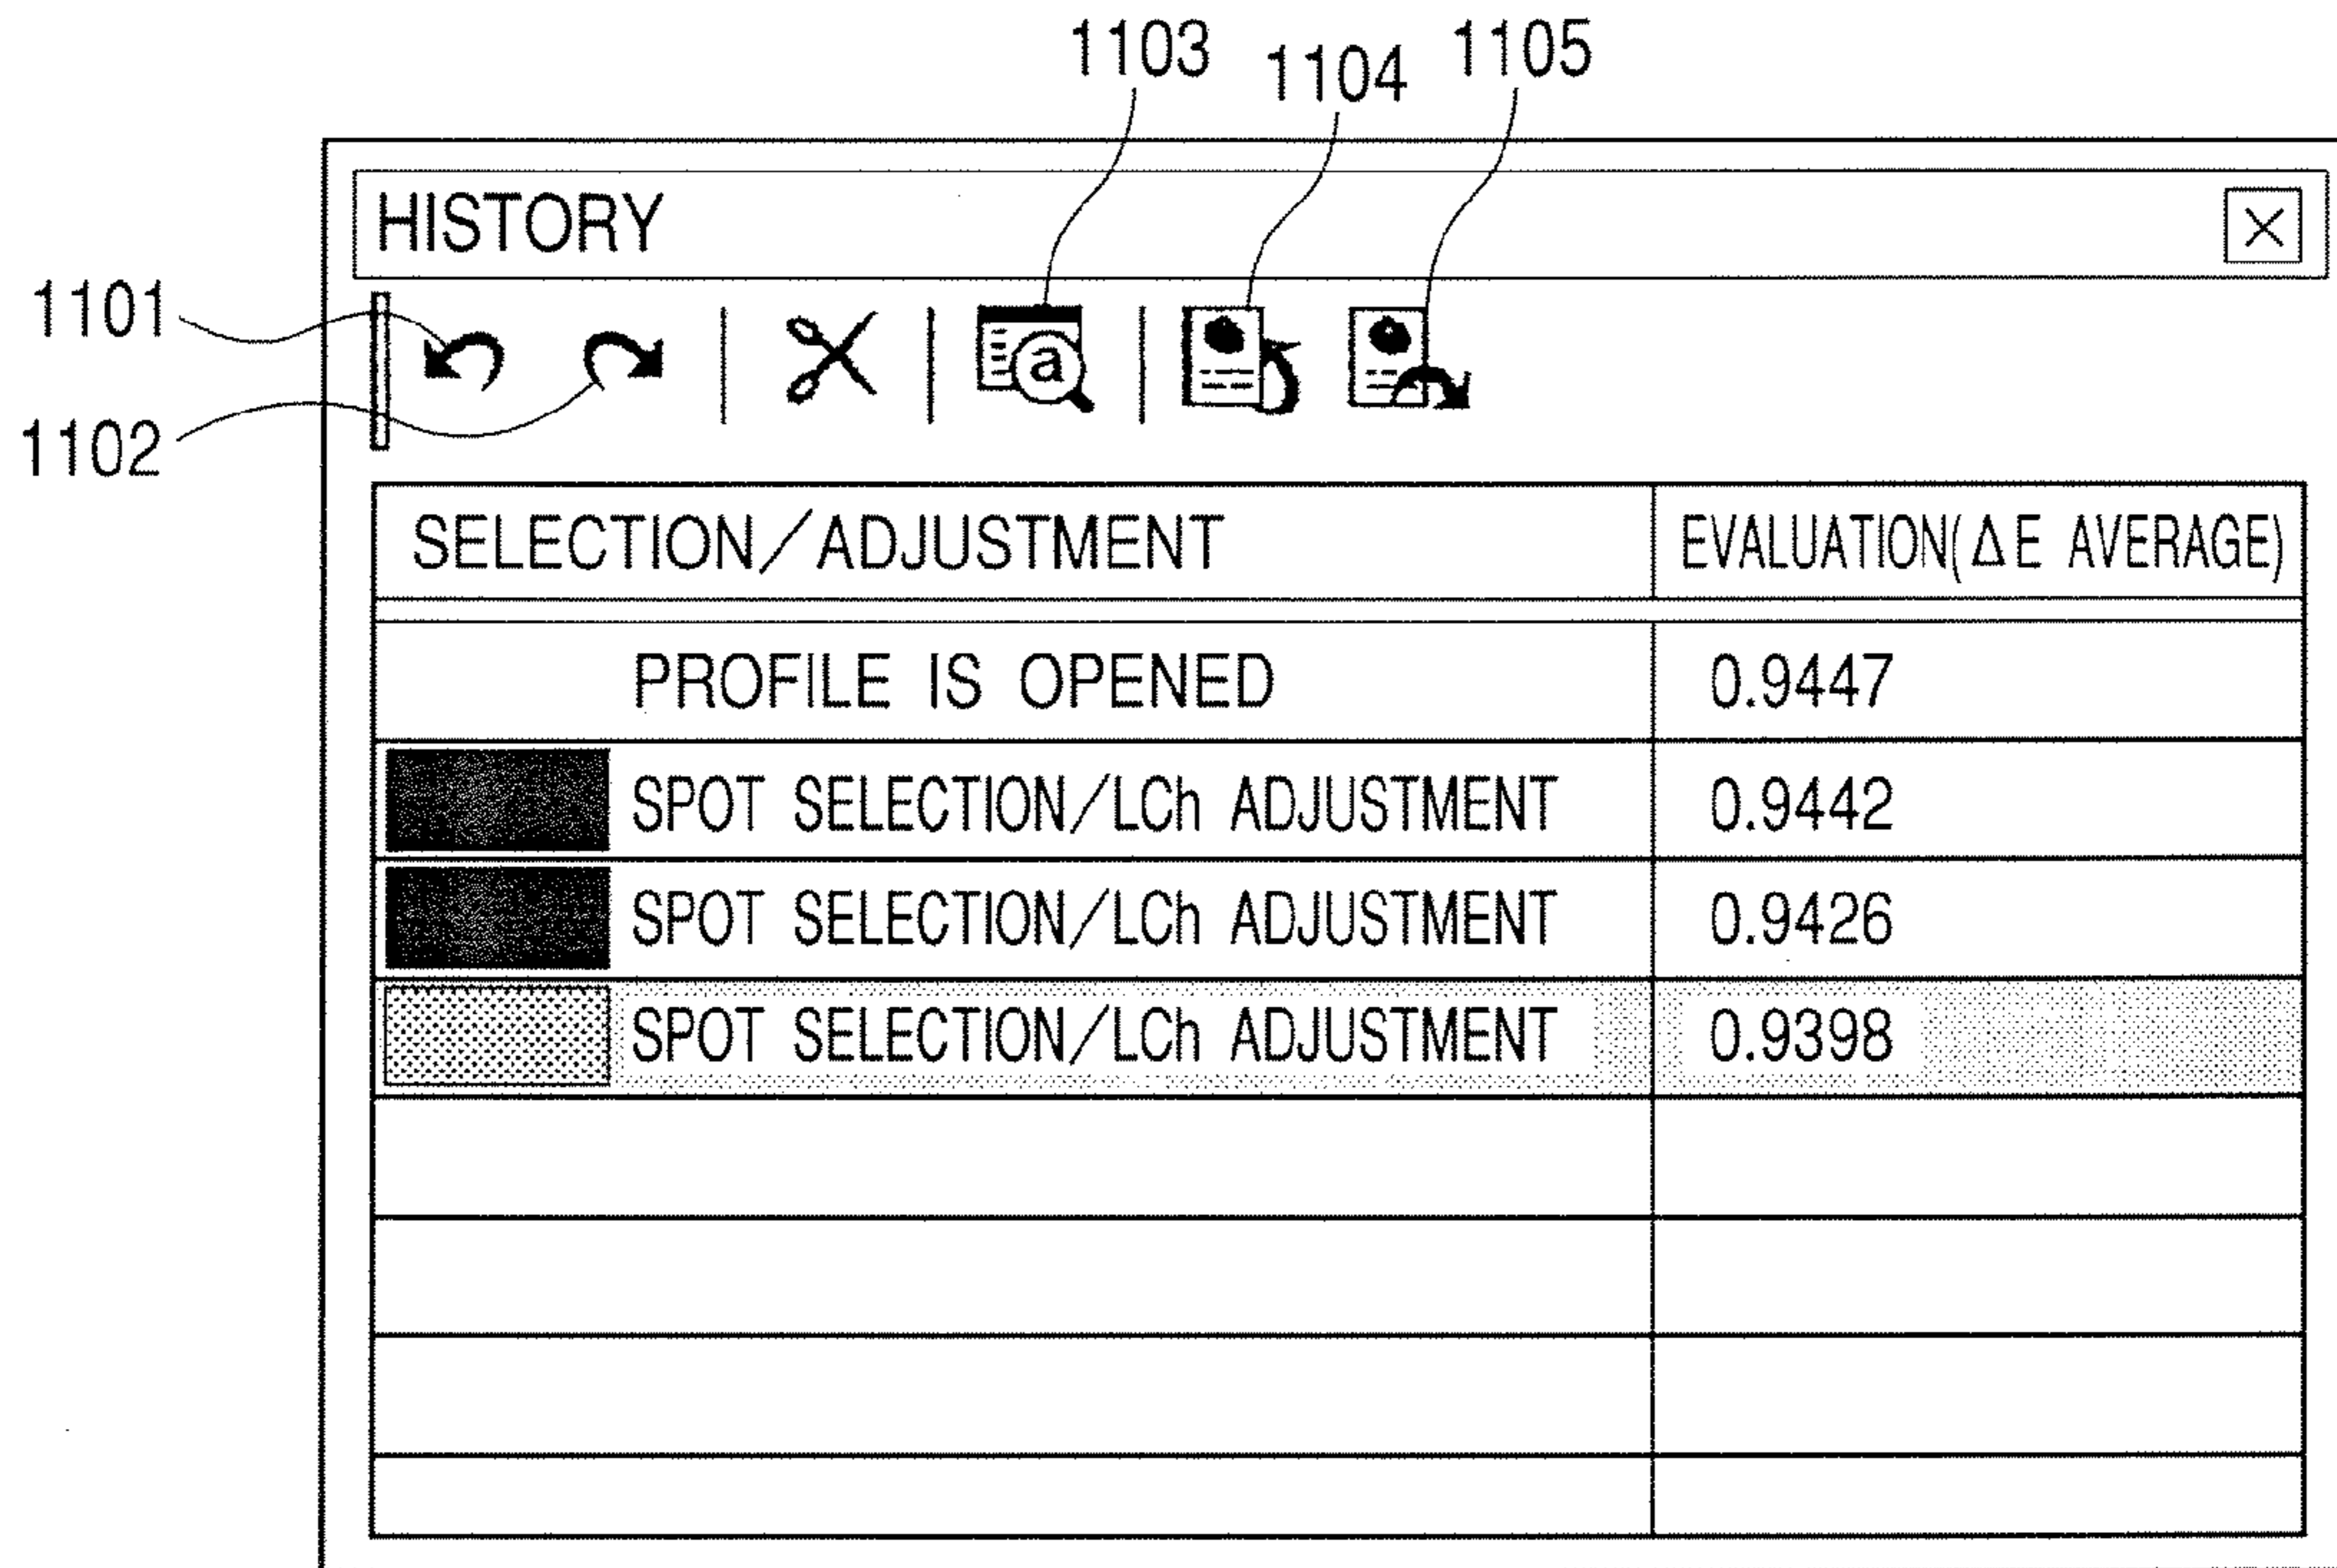 1103
1104
1105
HISTORY
1101
a
1102
SELECTION/ADJUSTMENT EVALUATION(ΔE AVERAGE)
PROFILE IS OPENED 0.9447
SPOT SELECTION/LCh ADJUSTMENT 0.9442
SPOT SELECTION/LCh ADJUSTMENT 0.9426
SPOT SELECTION/LCh ADJUSTMENT 0.9398